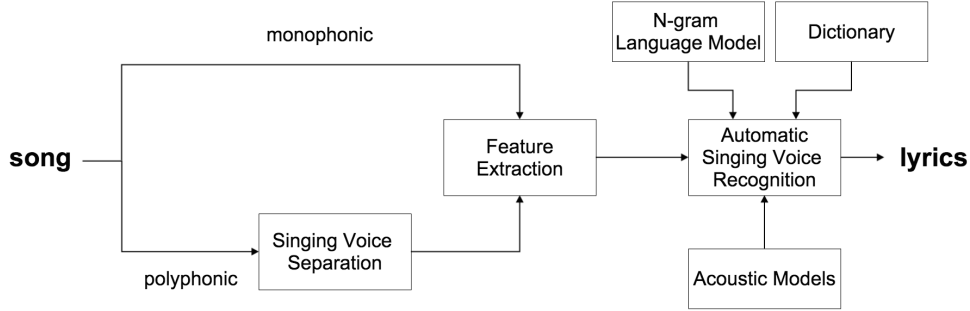 monophonic
N-gram
Language Model
Dictionary
song
Feature
Extraction
Automatic
Singing Voice
Recognition
lyrics
Singing Voice
Separation
polyphonic
Acoustic Models